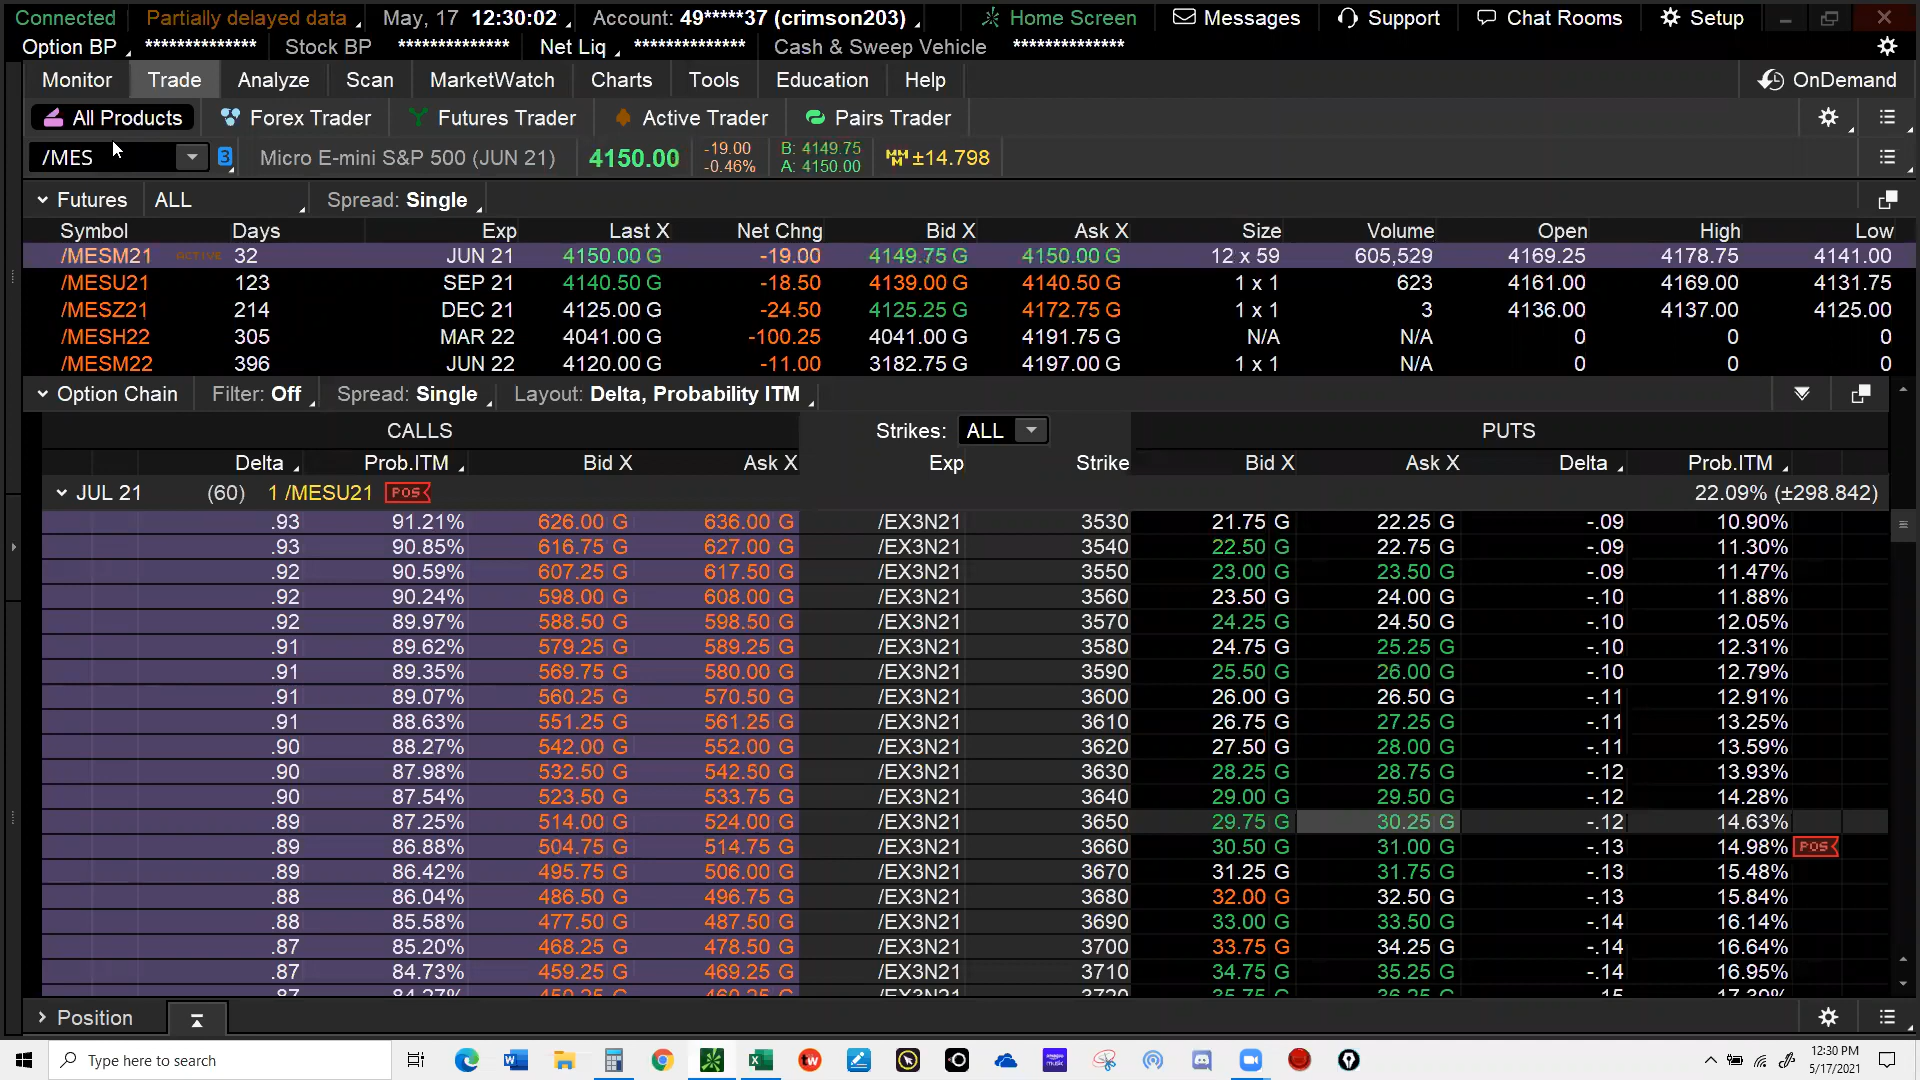 Connected Partially delayed data May, 17 12:30:02 Account: 49*****37 (crimson203) Home Screen Messages Support Chat Rooms Setup
Option BP ************* Stock BP ************* Net Liq ************* Cash & Sweep Vehicle *************
Monitor Trade Analyze Scan MarketWatch Charts Tools Education Help OnDemand
All Products Forex Trader Futures Trader Active Trader Pairs Trader
/MES 3 Micro E-mini S&P 500 (JUN 21) 4150.00 -19.00 -0.46% B: 4149.75 A: 4150.00 ±14.798
Futures ALL Spread: Single
Symbol Days Exp Last X Net Chng Bid X Ask X Size Volume Open High Low
/MESM21 ACTIVE 32 JUN 21 4150.00 G -19.00 4149.75 G 4150.00 G 12 x 59 605,529 4169.25 4178.75 4141.00
/MESU21 123 SEP 21 4140.50 G -18.50 4139.00 G 4140.50 G 1 x 1 623 4161.00 4169.00 4131.75
/MESZ21 214 DEC 21 4125.00 G -24.50 4125.25 G 4172.75 G 1 x 1 3 4136.00 4137.00 4125.00
/MESH22 305 MAR 22 4041.00 G -100.25 4041.00 G 4191.75 G N/A N/A 0 0 0
/MESM22 396 JUN 22 4120.00 G -11.00 3182.75 G 4197.00 G 1 x 1 N/A 0 0 0
Option Chain Filter: Off Spread: Single Layout: Delta, Probability ITM
CALLS Strikes: ALL PUTS
Delta Prob.ITM Bid X Ask X Exp Strike Bid X Ask X Delta Prob.ITM
JUL 21 (60) 1 /MESU21 POS 22.09% (±298.842)
.93 91.21% 626.00 G 636.00 G /EX3N21 3530 21.75 G 22.25 G -.09 10.90%
.93 90.85% 616.75 G 627.00 G /EX3N21 3540 22.50 G 22.75 G -.09 11.30%
.92 90.59% 607.25 G 617.50 G /EX3N21 3550 23.00 G 23.50 G -.09 11.47%
.92 90.24% 598.00 G 608.00 G /EX3N21 3560 23.50 G 24.00 G -.10 11.88%
.92 89.97% 588.50 G 598.50 G /EX3N21 3570 24.25 G 24.50 G -.10 12.05%
.91 89.62% 579.25 G 589.25 G /EX3N21 3580 24.75 G 25.25 G -.10 12.31%
.91 89.35% 569.75 G 580.00 G /EX3N21 3590 25.50 G 26.00 G -.10 12.79%
.91 89.07% 560.25 G 570.50 G /EX3N21 3600 26.00 G 26.50 G -.11 12.91%
.91 88.63% 551.25 G 561.25 G /EX3N21 3610 26.75 G 27.25 G -.11 13.25%
.90 88.27% 542.00 G 552.00 G /EX3N21 3620 27.50 G 28.00 G -.11 13.59%
.90 87.98% 532.50 G 542.50 G /EX3N21 3630 28.25 G 28.75 G -.12 13.93%
.90 87.54% 523.50 G 533.75 G /EX3N21 3640 29.00 G 29.50 G -.12 14.28%
.89 87.25% 514.00 G 524.00 G /EX3N21 3650 29.75 G 30.25 G -.12 14.63%
.89 86.88% 504.75 G 514.75 G /EX3N21 3660 30.50 G 31.00 G -.13 14.98% POS
.89 86.42% 495.75 G 506.00 G /EX3N21 3670 31.25 G 31.75 G -.13 15.48%
.88 86.04% 486.50 G 496.75 G /EX3N21 3680 32.00 G 32.50 G -.13 15.84%
.88 85.58% 477.50 G 487.50 G /EX3N21 3690 33.00 G 33.50 G -.14 16.14%
.87 85.20% 468.25 G 478.50 G /EX3N21 3700 33.75 G 34.25 G -.14 16.64%
.87 84.73% 459.25 G 469.25 G /EX3N21 3710 34.75 G 35.25 G -.14 16.95%
Position
Type here to search
12:30 PM
5/17/2021